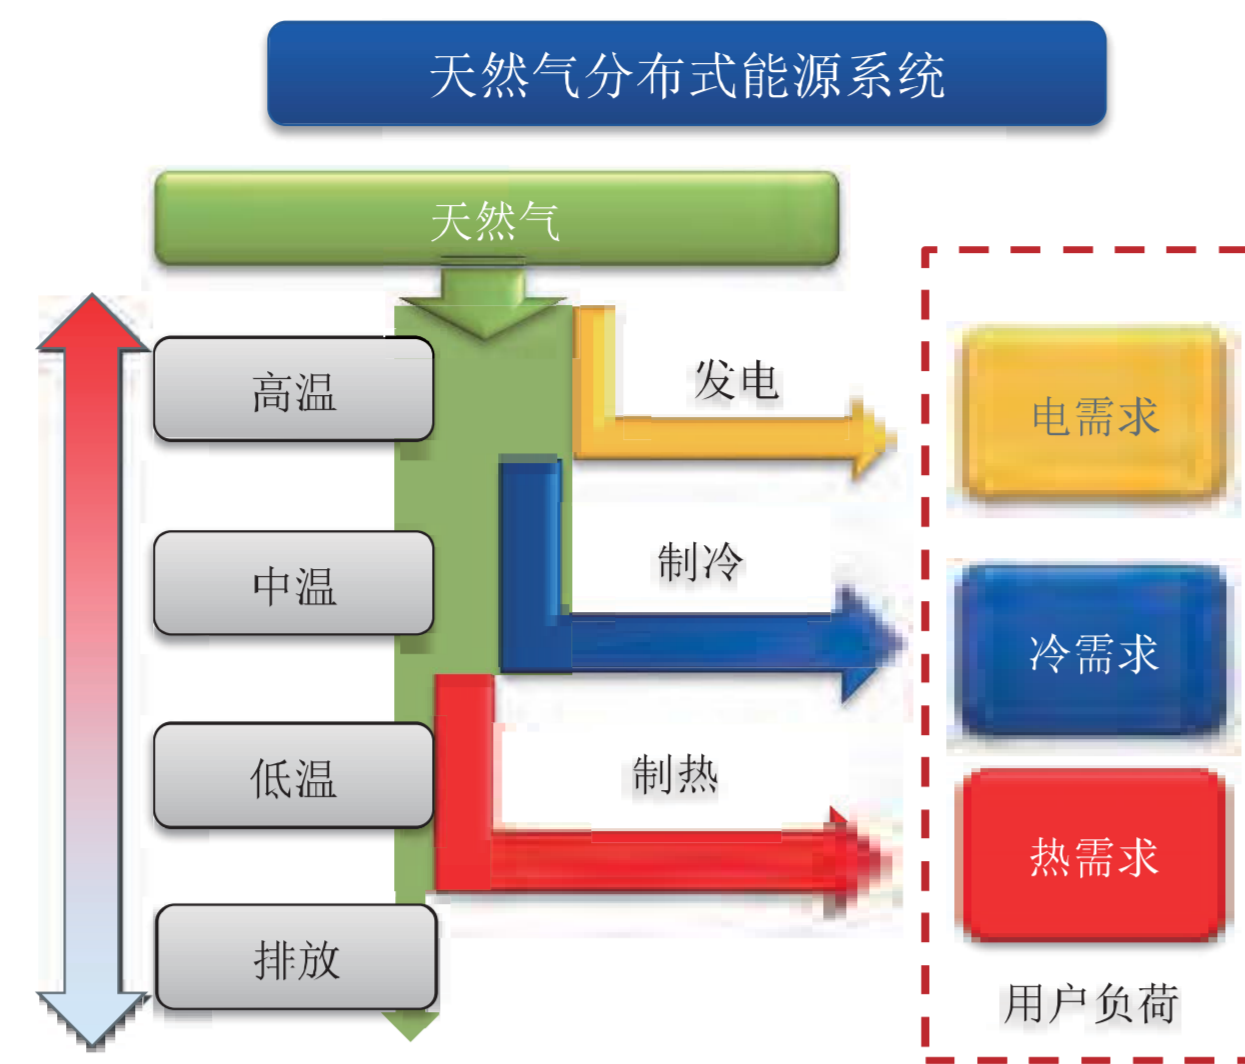 天然气分布式能源系统
天然气
高温
发电
电需求
中温
制冷
冷需求
低温
制热
热需求
排放
用户负荷